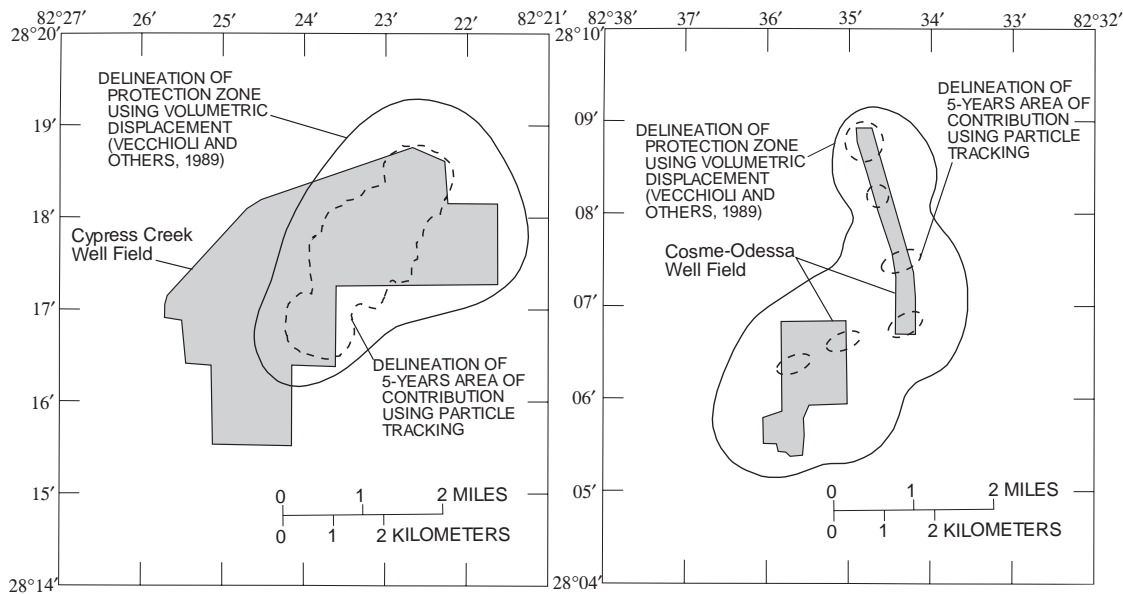 82°27′ 26′ 25′ 24′ 23′ 22′ 82°21′
28°20′
19′
18′
17′
16′
15′
28°14′
DELINEATION OF
PROTECTION ZONE
USING VOLUMETRIC
DISPLACEMENT
(VECCHIOLI AND
OTHERS, 1989)
Cypress Creek
Well Field
DELINEATION OF
5-YEARS AREA OF
CONTRIBUTION
USING PARTICLE
TRACKING
0 1 2 MILES
0 1 2 KILOMETERS
82°38′ 37′ 36′ 35′ 34′ 33′ 82°32′
28°10′
09′
08′
07′
06′
05′
28°04′
DELINEATION OF
5-YEARS AREA OF
CONTRIBUTION
USING PARTICLE
TRACKING
DELINEATION OF
PROTECTION ZONE
USING VOLUMETRIC
DISPLACEMENT
(VECCHIOLI AND
OTHERS, 1989)
Cosme-Odessa
Well Field
0 1 2 MILES
0 1 2 KILOMETERS